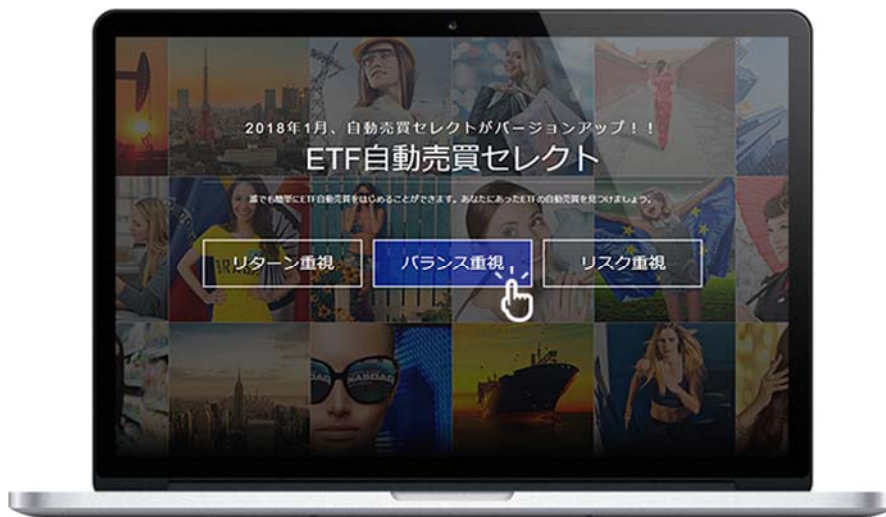 2018年1月、自動売買セレクトがバージョンアップ！！
ETF自動売買セレクト
誰でも簡単にETF自動売買をはじめることができます。あなたにあったETFの自動売買を見つけましょう。
リターン重視
バランス重視
リスク重視
BRASIL
NASDAQ